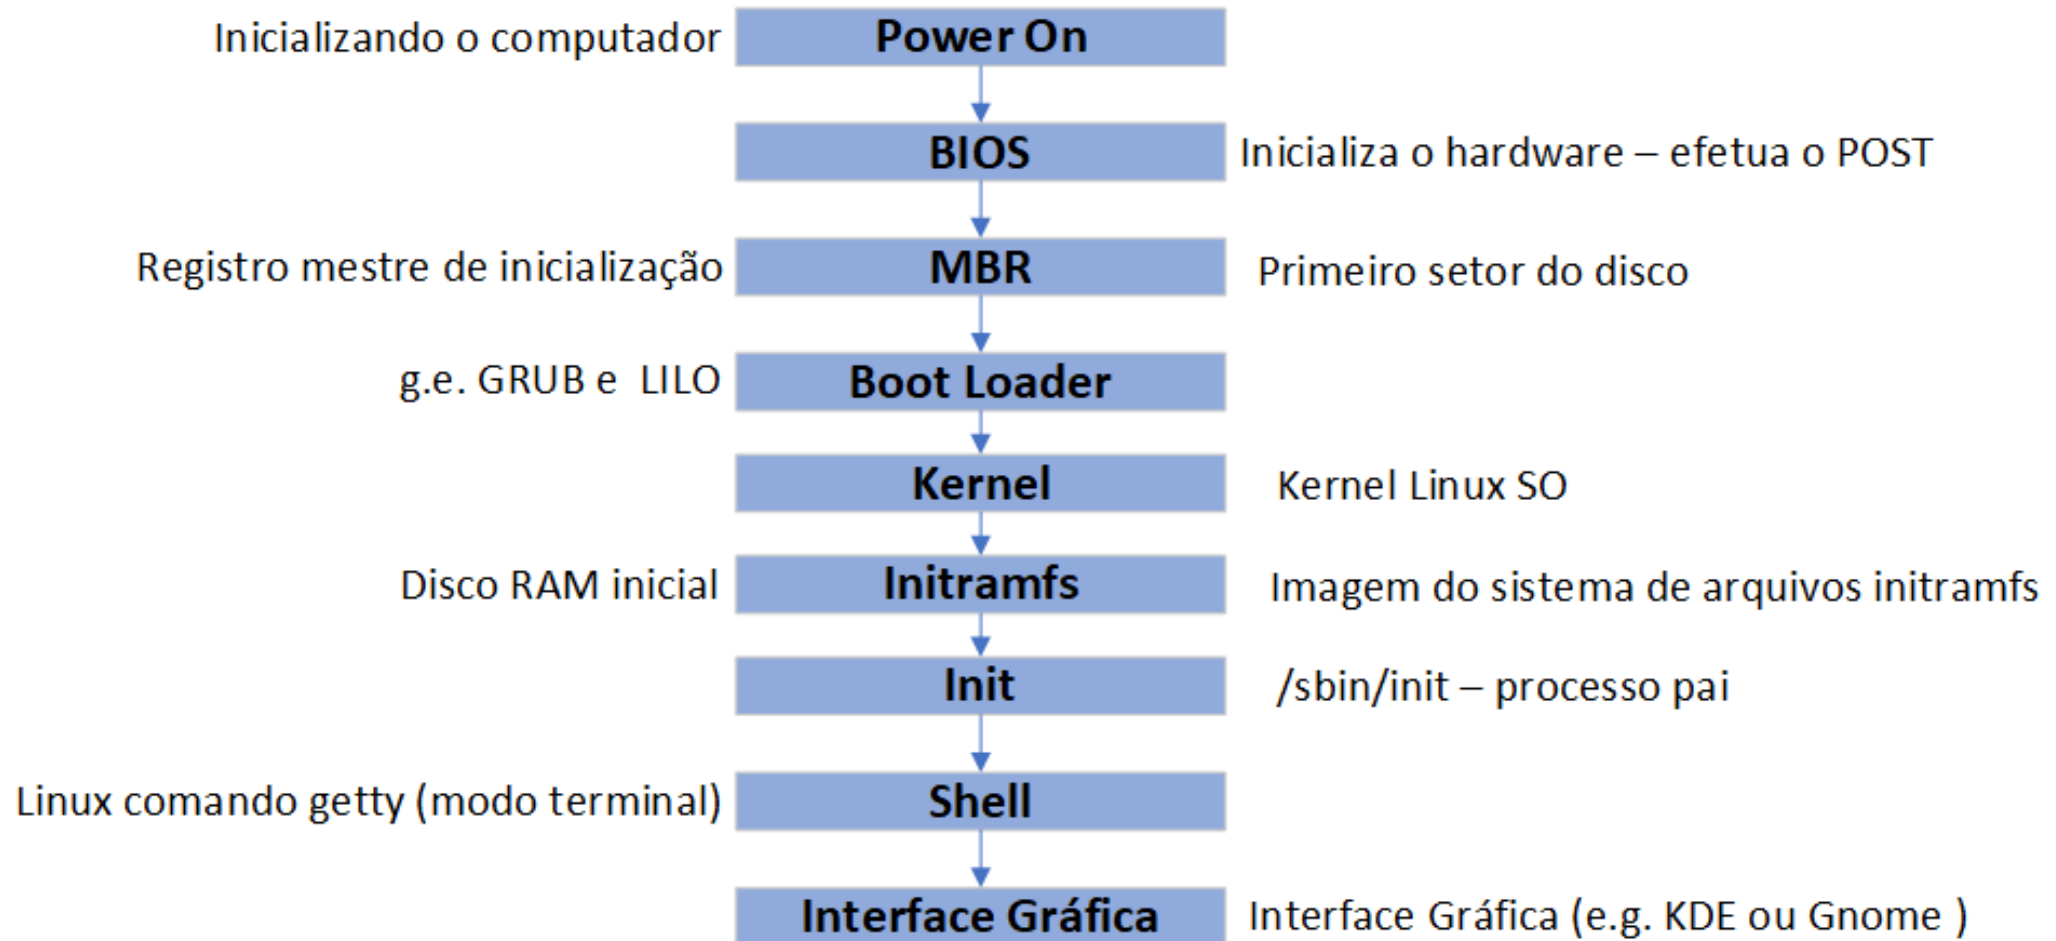 Inicializando o computador
Power On
BIOS
Inicializa o hardware – efetua o POST
Registro mestre de inicialização
MBR
Primeiro setor do disco
g.e. GRUB e  LILO
Boot Loader
Kernel
Kernel Linux SO
Disco RAM inicial
Initramfs
Imagem do sistema de arquivos initramfs
Init
/sbin/init – processo pai
Linux comando getty (modo terminal)
Shell
Interface Gráfica
Interface Gráfica (e.g. KDE ou Gnome )